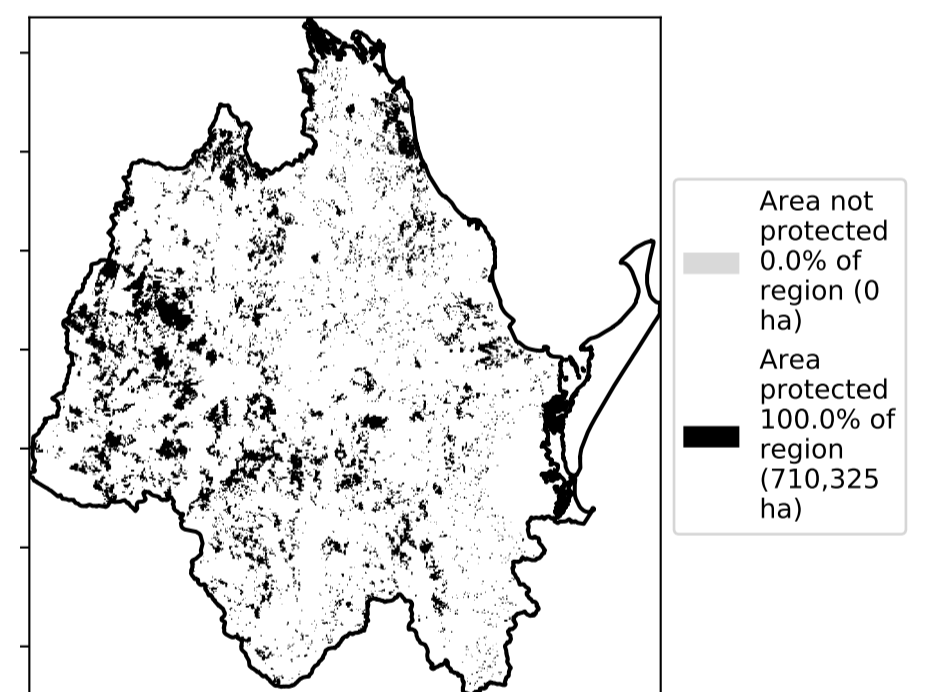 Area not
protected
0.0% of
region (0
ha)
Area
protected
100.0% of
region
(710,325
ha)